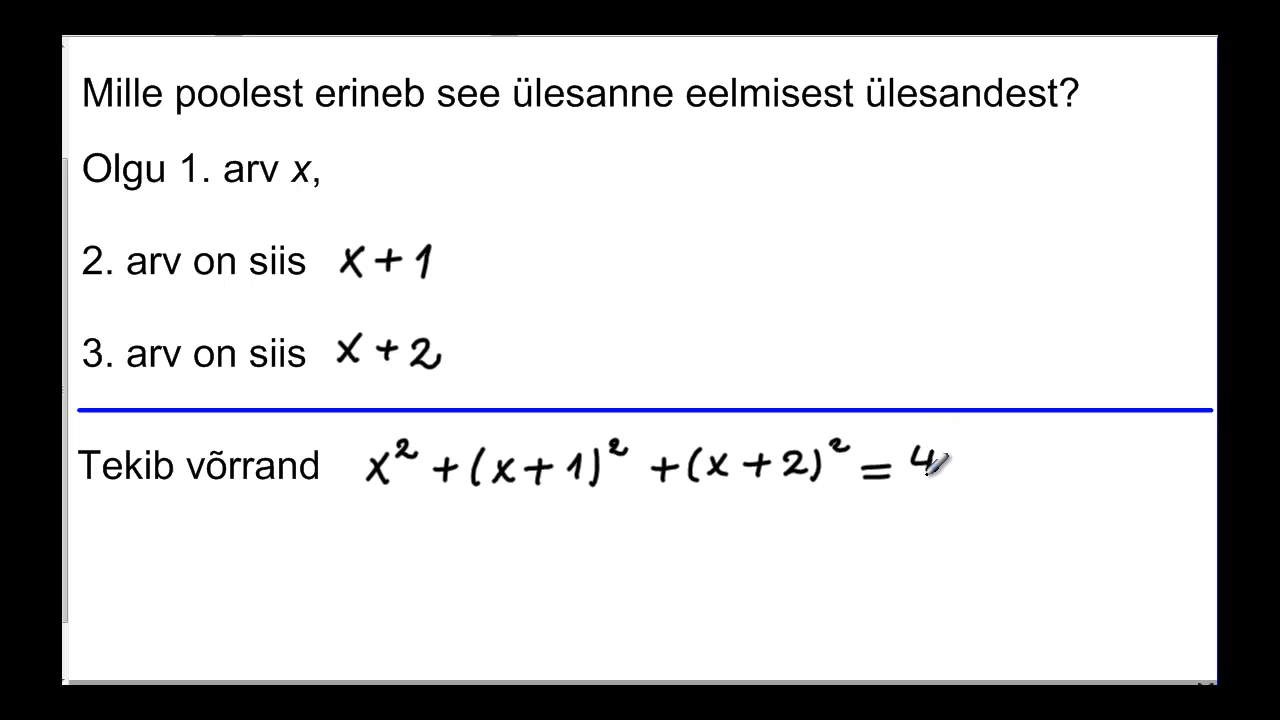 Mille poolest erineb see ülesanne eelmisest ülesandest?
Olgu 1. arv x,
2. arv on siis x + 1
3. arv on siis x + 2
Tekib võrrand x² + (x + 1)² + (x + 2)² = 4